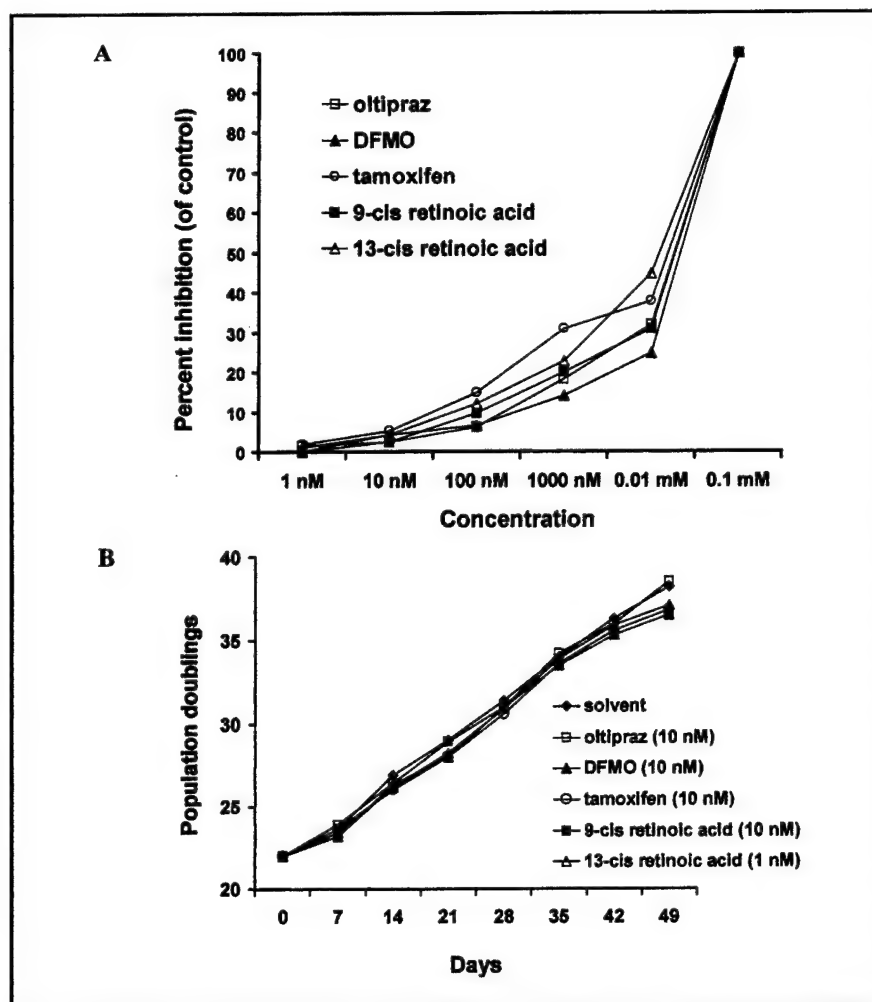 A
100
90
80
70
60
50
40
30
20
10
0
Percent inhibition (of control)
oltipraz
DFMO
tamoxifen
9-cis retinoic acid
13-cis retinoic acid
1 nM 10 nM 100 nM 1000 nM 0.01 mM 0.1 mM
Concentration
B
40
35
30
25
20
Population doublings
solvent
oltipraz (10 nM)
DFMO (10 nM)
tamoxifen (10 nM)
9-cis retinoic acid (10 nM)
13-cis retinoic acid (1 nM)
0 7 14 21 28 35 42 49
Days